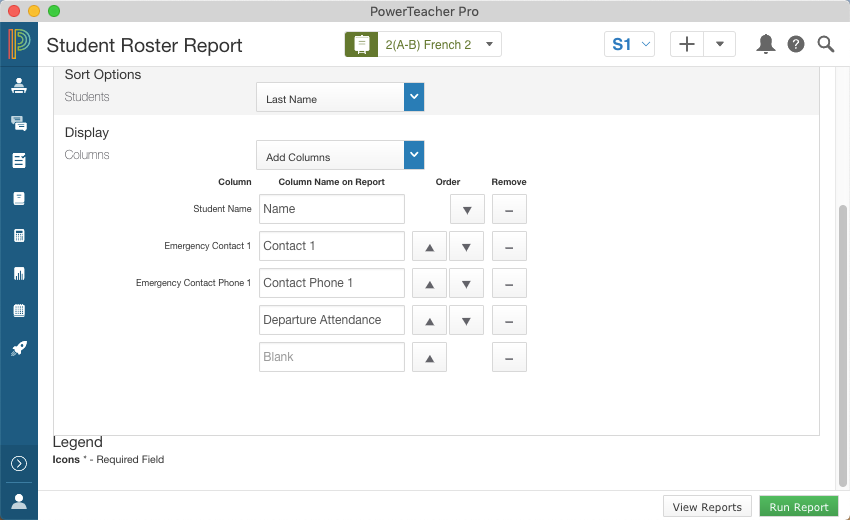 PowerTeacher Pro
Student Roster Report
2(A-B) French 2
S1
Sort Options
Students
Last Name
Display
Columns
Add Columns
Column Column Name on Report Order Remove
Student Name Name
Emergency Contact 1 Contact 1
Emergency Contact Phone 1 Contact Phone 1
Departure Attendance
Blank
Legend
Icons * - Required Field
View Reports Run Report